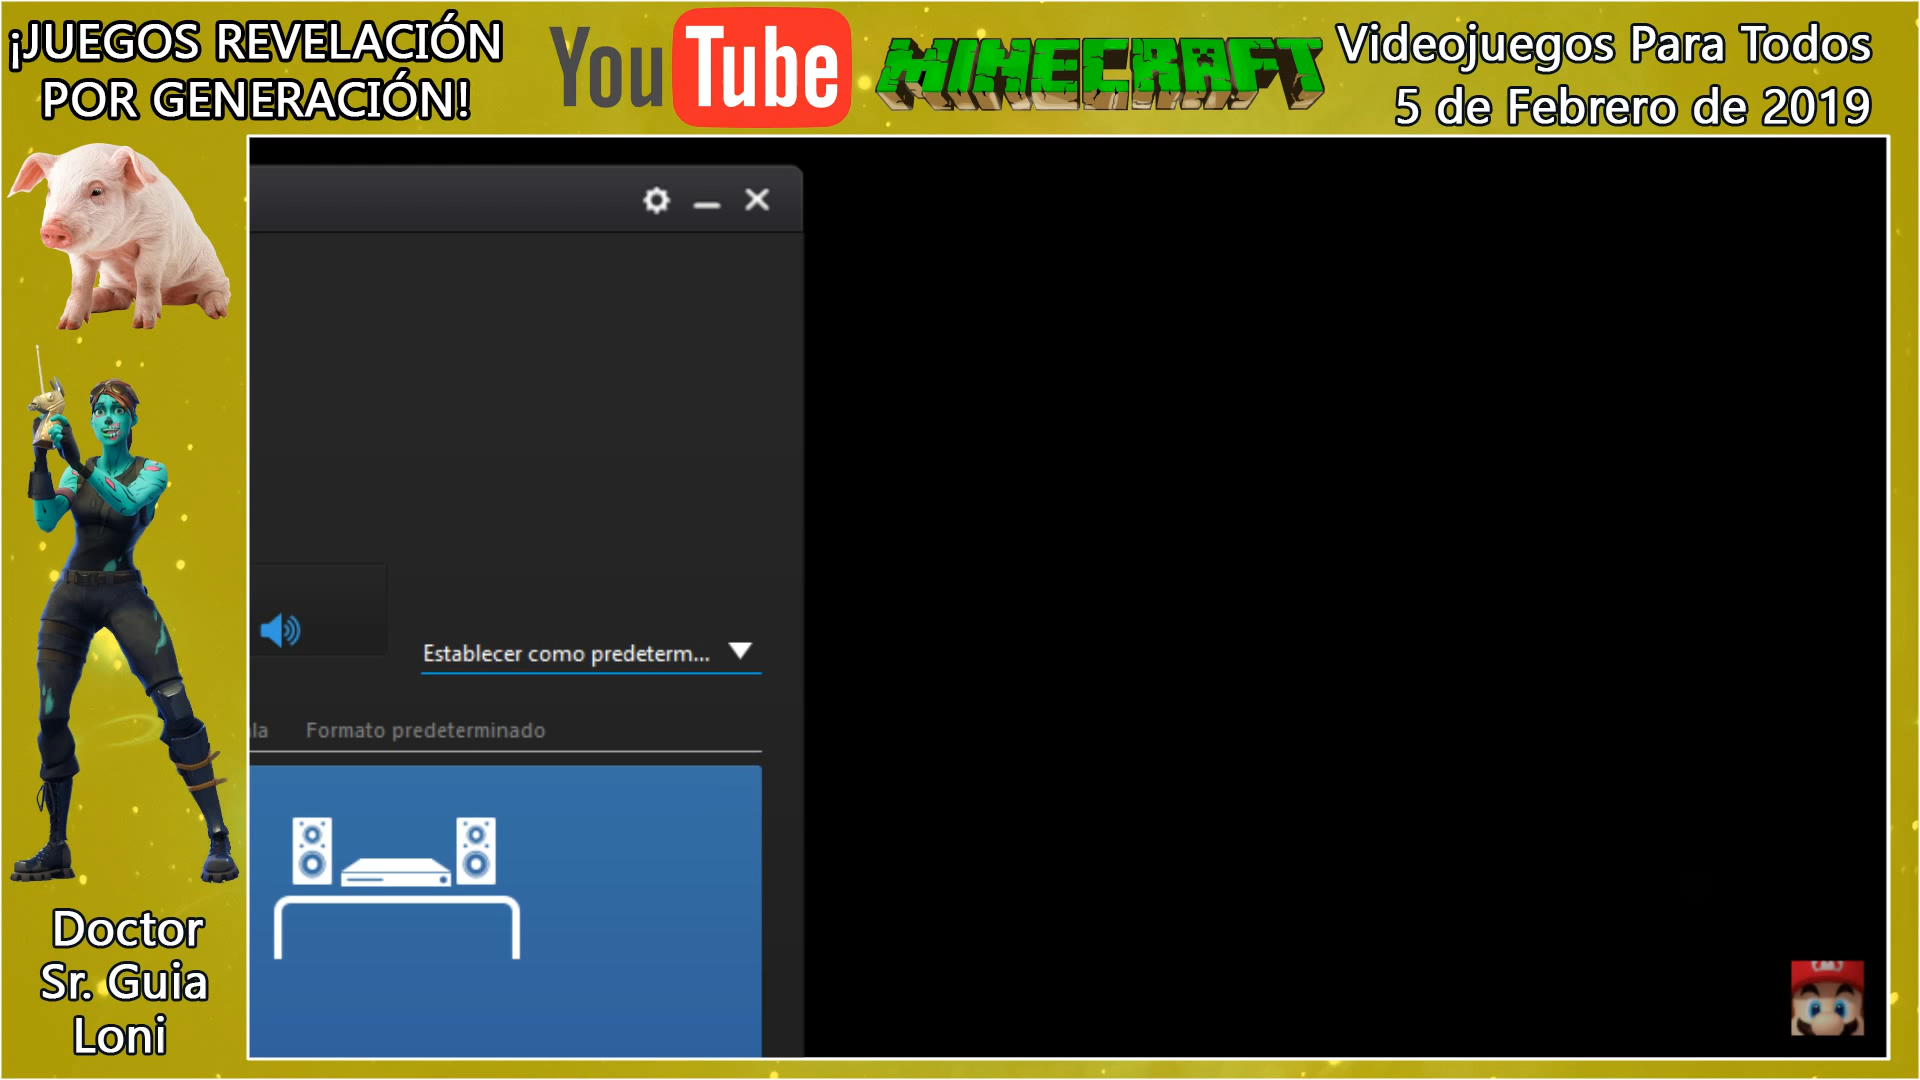 ¡JUEGOS REVELACIÓN
POR GENERACIÓN!
YouTube
MINECRAFT
Videojuegos Para Todos
5 de Febrero de 2019
Establecer como predeterm...
la Formato predeterminado
Doctor
Sr. Guia
Loni